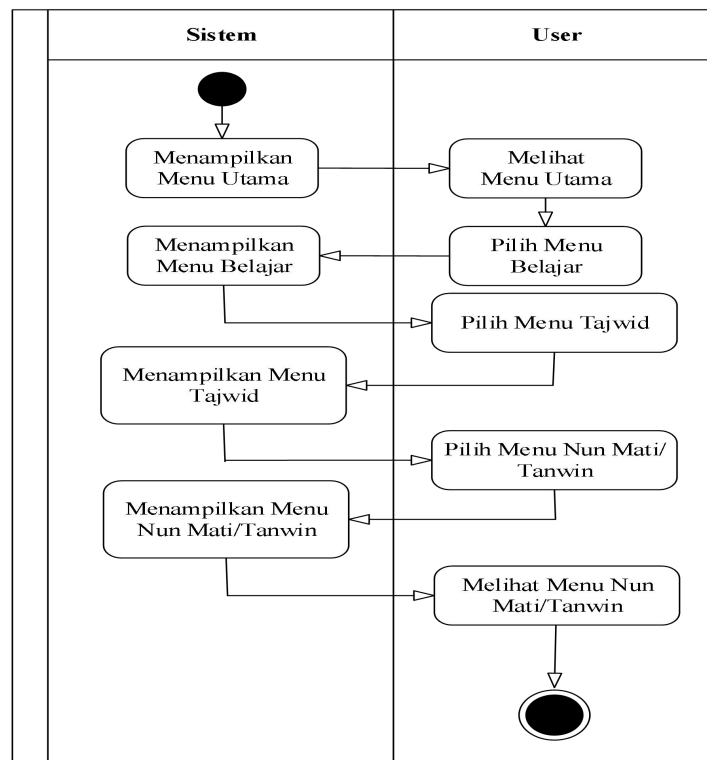 Sistem
User
Menampilkan
Menu Utama
Melihat
Menu Utama
Pilih Menu
Belajar
Menampilkan
Menu Belajar
Pilih Menu Tajwid
Menampilkan Menu
Tajwid
Pilih Menu Nun Mati/
Tanwin
Menampilkan Menu
Nun Mati/Tanwin
Melihat Menu Nun
Mati/Tanwin